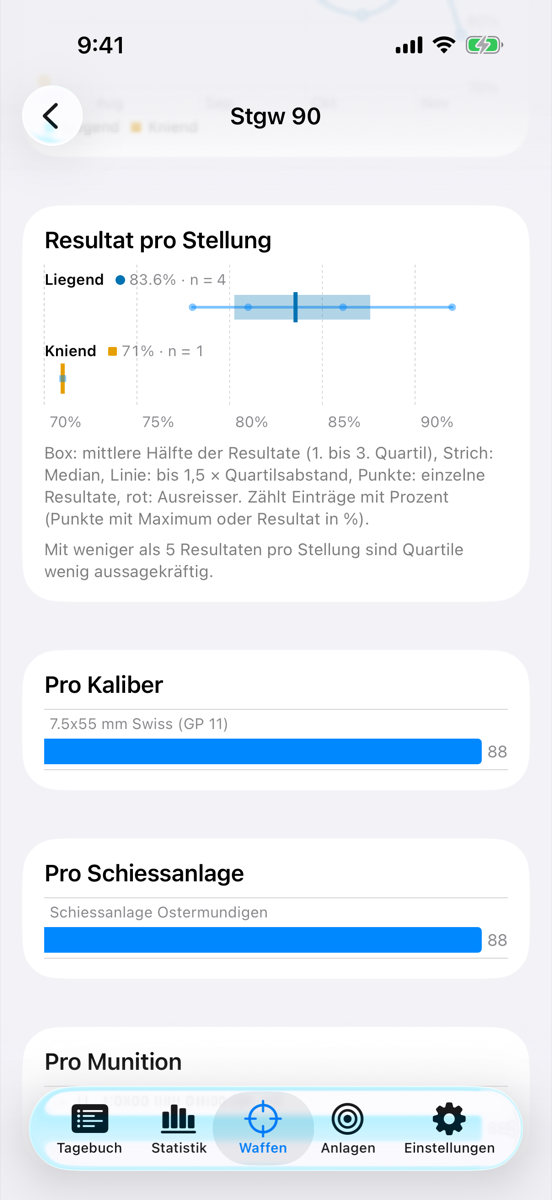 9:41
Stgw 90
Kniend
Resultat pro Stellung
Liegend 83.6% · n = 4
Kniend 71% · n = 1
70% 75% 80% 85% 90%
Box: mittlere Hälfte der Resultate (1. bis 3. Quartil), Strich:
Median, Linie: bis 1,5 × Quartilsabstand, Punkte: einzelne
Resultate, rot: Ausreisser. Zählt Einträge mit Prozent
(Punkte mit Maximum oder Resultat in %).
Mit weniger als 5 Resultaten pro Stellung sind Quartile
wenig aussagekräftig.
Pro Kaliber
7.5x55 mm Swiss (GP 11)
88
Pro Schiessanlage
Schiessanlage Ostermundigen
88
Pro Munition
Tagebuch Statistik Waffen Anlagen Einstellungen